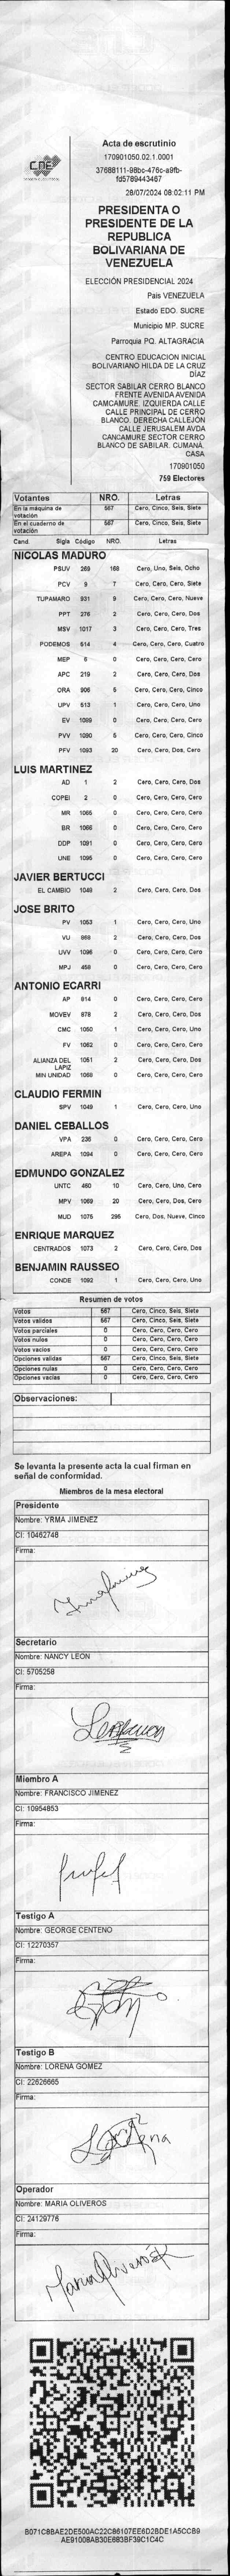 CNE
Acta de escrutinio
170901050.02.1.0001
37688111-98bc-476c-a9fb-
fd5789443467
28/07/2024 08:02:11 PM
PRESIDENTA O
PRESIDENTE DE LA
REPUBLICA
BOLIVARIANA DE
VENEZUELA
ELECCIÓN PRESIDENCIAL 2024
País VENEZUELA
Estado EDO. SUCRE
Municipio MP. SUCRE
Parroquia PQ. ALTAGRACIA
CENTRO EDUCACION INICIAL
BOLIVARIANO HILDA DE LA CRUZ
DÍAZ
SECTOR SABILAR CERRO BLANCO
FRENTE AVENIDA AVENIDA
CAMCAMURE. IZQUIERDA CALLE
CALLE PRINCIPAL DE CERRO
BLANCO. DERECHA CALLEJÓN
CALLE JERUSALEM AVDA
CANCAMURE SECTOR CERRO
BLANCO DE SABILAR. CUMANÁ.
CASA
170901050
759 Electores
Votantes NRO. Letras
En la máquina de votación 567 Cero, Cinco, Seis, Siete
En el cuaderno de votación 567 Cero, Cinco, Seis, Siete
Cand. Sigla Código NRO. Letras
NICOLAS MADURO
PSUV 269 168 Cero, Uno, Seis, Ocho
PCV 9 7 Cero, Cero, Cero, Siete
TUPAMARO 931 9 Cero, Cero, Cero, Nueve
PPT 276 2 Cero, Cero, Cero, Dos
MSV 1017 3 Cero, Cero, Cero, Tres
PODEMOS 514 4 Cero, Cero, Cero, Cuatro
MEP 6 0 Cero, Cero, Cero, Cero
APC 219 2 Cero, Cero, Cero, Dos
ORA 906 5 Cero, Cero, Cero, Cinco
UPV 513 1 Cero, Cero, Cero, Uno
EV 1099 0 Cero, Cero, Cero, Cero
PVV 1090 5 Cero, Cero, Cero, Cinco
PFV 1093 20 Cero, Cero, Dos, Cero
LUIS MARTINEZ
AD 1 2 Cero, Cero, Cero, Dos
COPEI 2 0 Cero, Cero, Cero, Cero
MR 1065 0 Cero, Cero, Cero, Cero
BR 1066 0 Cero, Cero, Cero, Cero
DDP 1091 0 Cero, Cero, Cero, Cero
UNE 1095 0 Cero, Cero, Cero, Cero
JAVIER BERTUCCI
EL CAMBIO 1048 2 Cero, Cero, Cero, Dos
JOSE BRITO
PV 1053 1 Cero, Cero, Cero, Uno
VU 868 2 Cero, Cero, Cero, Dos
UVV 1096 0 Cero, Cero, Cero, Cero
MPJ 458 0 Cero, Cero, Cero, Cero
ANTONIO ECARRI
AP 814 0 Cero, Cero, Cero, Cero
MOVEV 878 2 Cero, Cero, Cero, Dos
CMC 1050 1 Cero, Cero, Cero, Uno
FV 1062 0 Cero, Cero, Cero, Cero
ALIANZA DEL LAPIZ 1051 2 Cero, Cero, Cero, Dos
MIN UNIDAD 1068 0 Cero, Cero, Cero, Cero
CLAUDIO FERMIN
SPV 1049 1 Cero, Cero, Cero, Uno
DANIEL CEBALLOS
VPA 236 0 Cero, Cero, Cero, Cero
AREPA 1094 0 Cero, Cero, Cero, Cero
EDMUNDO GONZALEZ
UNTC 460 10 Cero, Cero, Uno, Cero
MPV 1069 20 Cero, Cero, Dos, Cero
MUD 1075 295 Cero, Dos, Nueve, Cinco
ENRIQUE MARQUEZ
CENTRADOS 1073 2 Cero, Cero, Cero, Dos
BENJAMIN RAUSSEO
CONDE 1092 1 Cero, Cero, Cero, Uno
Resumen de votos
Votos 567 Cero, Cinco, Seis, Siete
Votos validos 567 Cero, Cinco, Seis, Siete
Votos parciales 0 Cero, Cero, Cero, Cero
Votos nulos 0 Cero, Cero, Cero, Cero
Votos vacios 0 Cero, Cero, Cero, Cero
Opciones validas 567 Cero, Cinco, Seis, Siete
Opciones nulas 0 Cero, Cero, Cero, Cero
Opciones vacias 0 Cero, Cero, Cero, Cero
Observaciones:
Se levanta la presente acta la cual firman en
señal de conformidad.
Miembros de la mesa electoral
Presidente
Nombre: YRMA JIMENEZ
CI: 10462748
Firma:
Secretario
Nombre: NANCY LEON
CI: 5705258
Firma:
Miembro A
Nombre: FRANCISCO JIMENEZ
CI: 10954853
Firma:
Testigo A
Nombre: GEORGE CENTENO
CI: 12270357
Firma:
Testigo B
Nombre: LORENA GOMEZ
CI: 22626665
Firma:
Operador
Nombre: MARIA OLIVEROS
CI: 24129776
Firma:
Maria Oliveros
B071C8BAE2DE500AC22C86107EE6D2BDE1A5CCB9
AE91008AB30E683BF39C1C4C